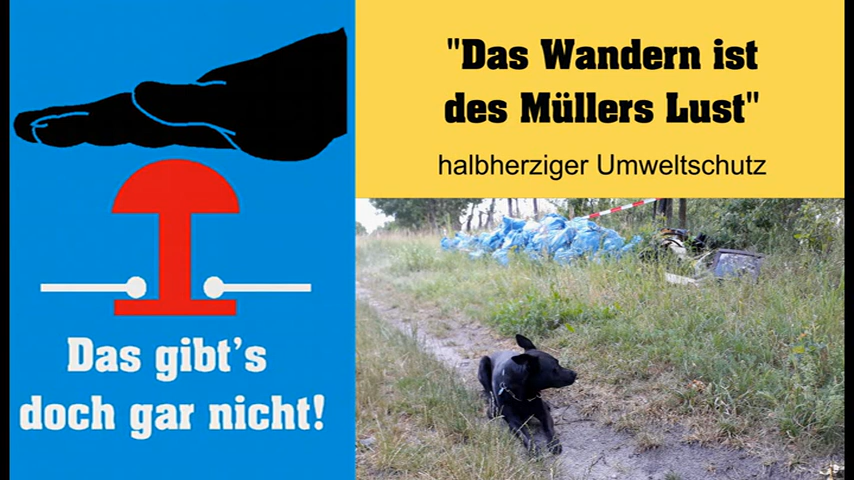 "Das Wandern ist
des Müllers Lust"
halbherziger Umweltschutz
Das gibt's
doch gar nicht!